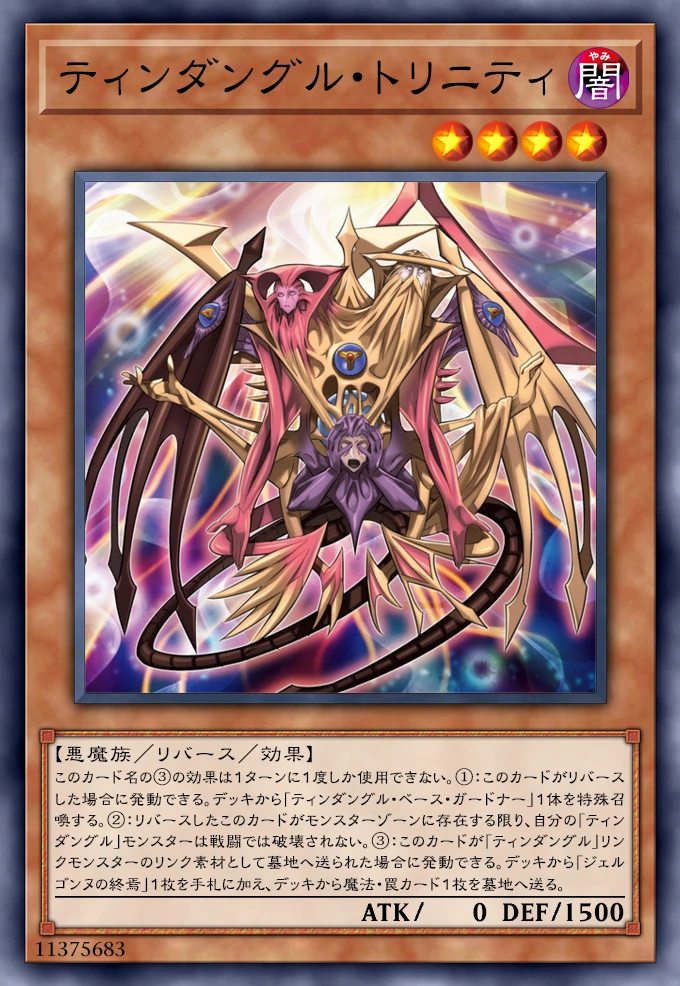 ティンダングル・トリニティ
やみ
闇
【悪魔族／リバース／効果】
このカード名の③の効果は1ターンに1度しか使用できない。①：このカードがリバース
した場合に発動できる。デッキから「ティンダングル・ベース・ガードナー」1体を特殊召
喚する。②：リバースしたこのカードがモンスターゾーンに存在する限り、自分の「ティン
ダングル」モンスターは戦闘では破壊されない。③：このカードが「ティンダングル」リン
クモンスターのリンク素材として墓地へ送られた場合に発動できる。デッキから「ジェル
ゴンヌの終焉」1枚を手札に加え、デッキから魔法・罠カード1枚を墓地へ送る。
ATK/ 0 DEF/1500
11375683